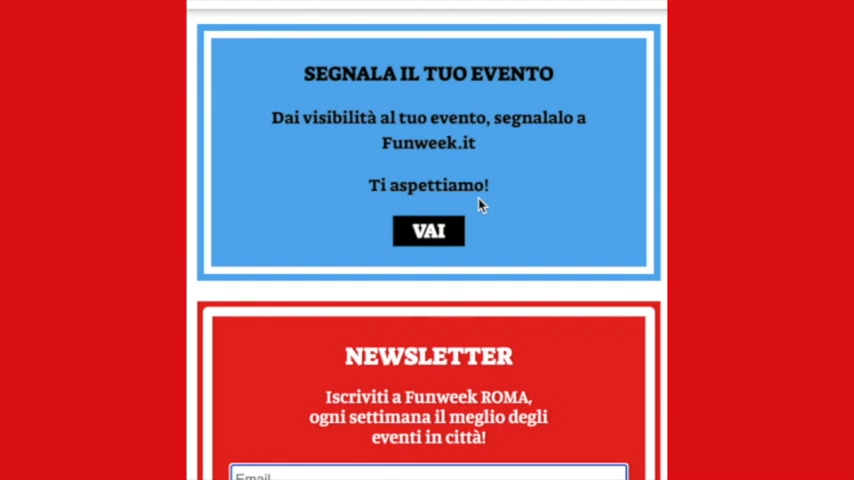 SEGNALA IL TUO EVENTO
Dai visibilità al tuo evento, segnalalo a
Funweek.it
Ti aspettiamo!
VAI
NEWSLETTER
Iscriviti a Funweek ROMA,
ogni settimana il meglio degli
eventi in città!
Email